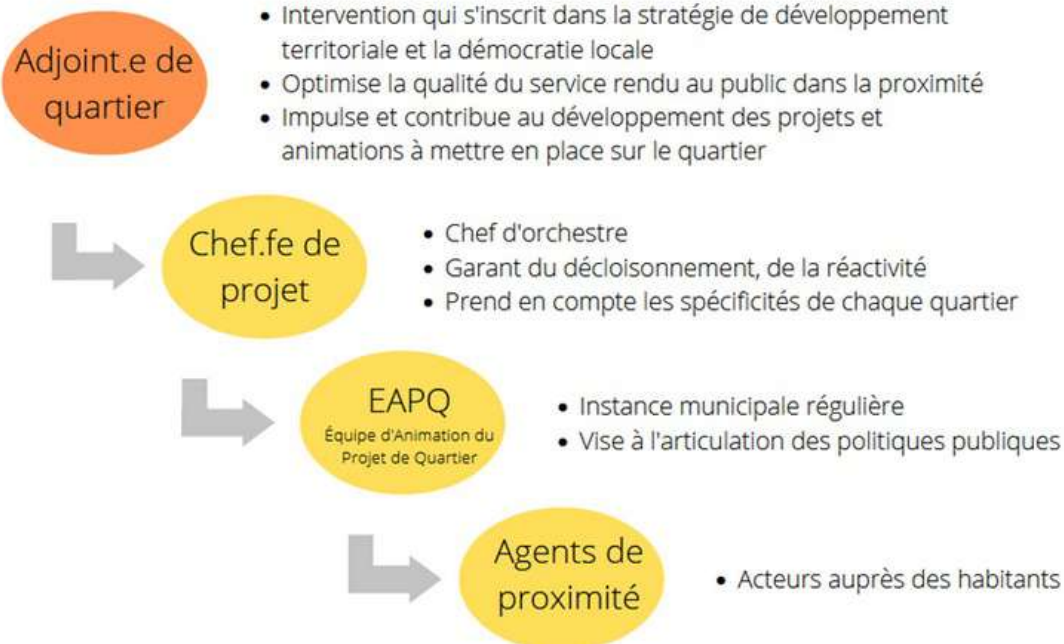 Adjoint.e de
quartier
• Intervention qui s'inscrit dans la stratégie de développement
territoriale et la démocratie locale
• Optimise la qualité du service rendu au public dans la proximité
• Impulse et contribue au développement des projets et
animations à mettre en place sur le quartier
Chef.fe de
projet
• Chef d'orchestre
• Garant du décloisonnement, de la réactivité
• Prend en compte les spécificités de chaque quartier
EAPQ
Équipe d'Animation du
Projet de Quartier
• Instance municipale régulière
• Vise à l'articulation des politiques publiques
Agents de
proximité
• Acteurs auprès des habitants